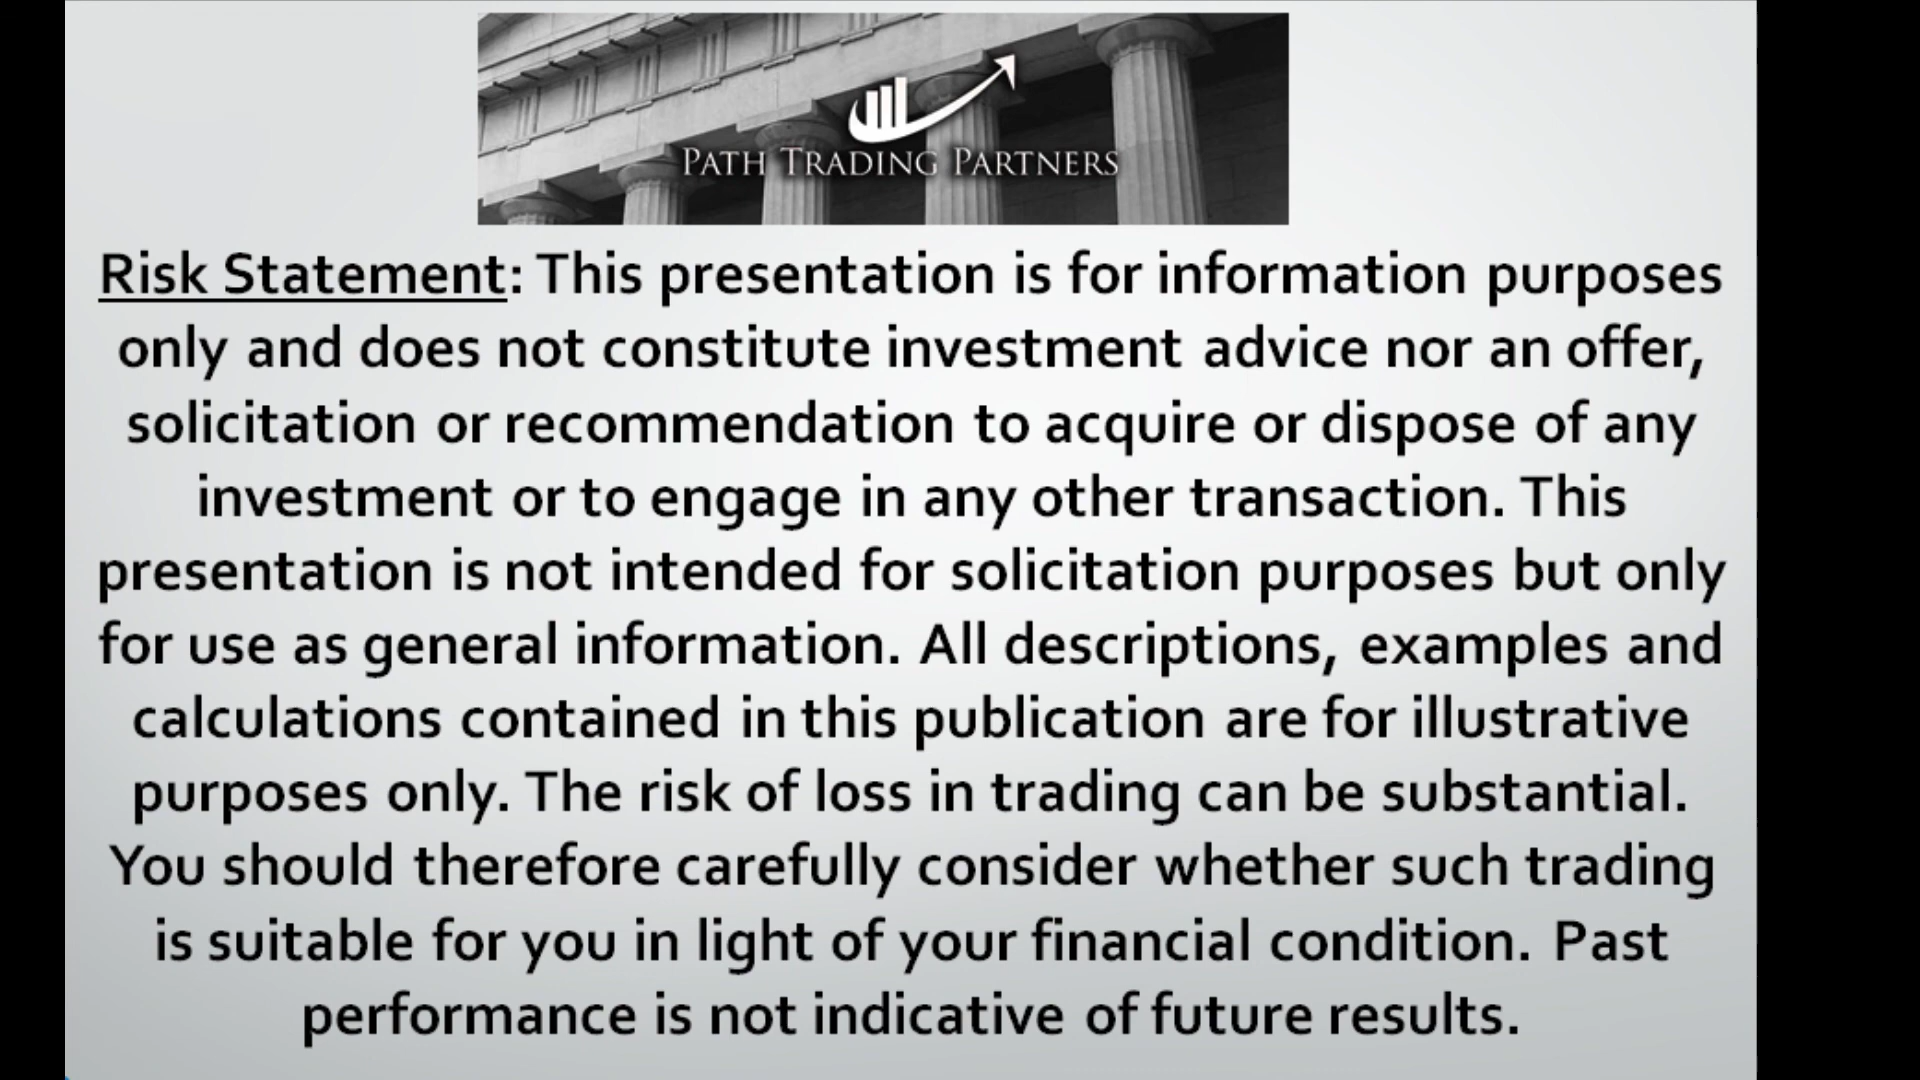 PATH TRADING PARTNERS
Risk Statement: This presentation is for information purposes
only and does not constitute investment advice nor an offer,
solicitation or recommendation to acquire or dispose of any
investment or to engage in any other transaction. This
presentation is not intended for solicitation purposes but only
for use as general information. All descriptions, examples and
calculations contained in this publication are for illustrative
purposes only. The risk of loss in trading can be substantial.
You should therefore carefully consider whether such trading
is suitable for you in light of your financial condition. Past
performance is not indicative of future results.